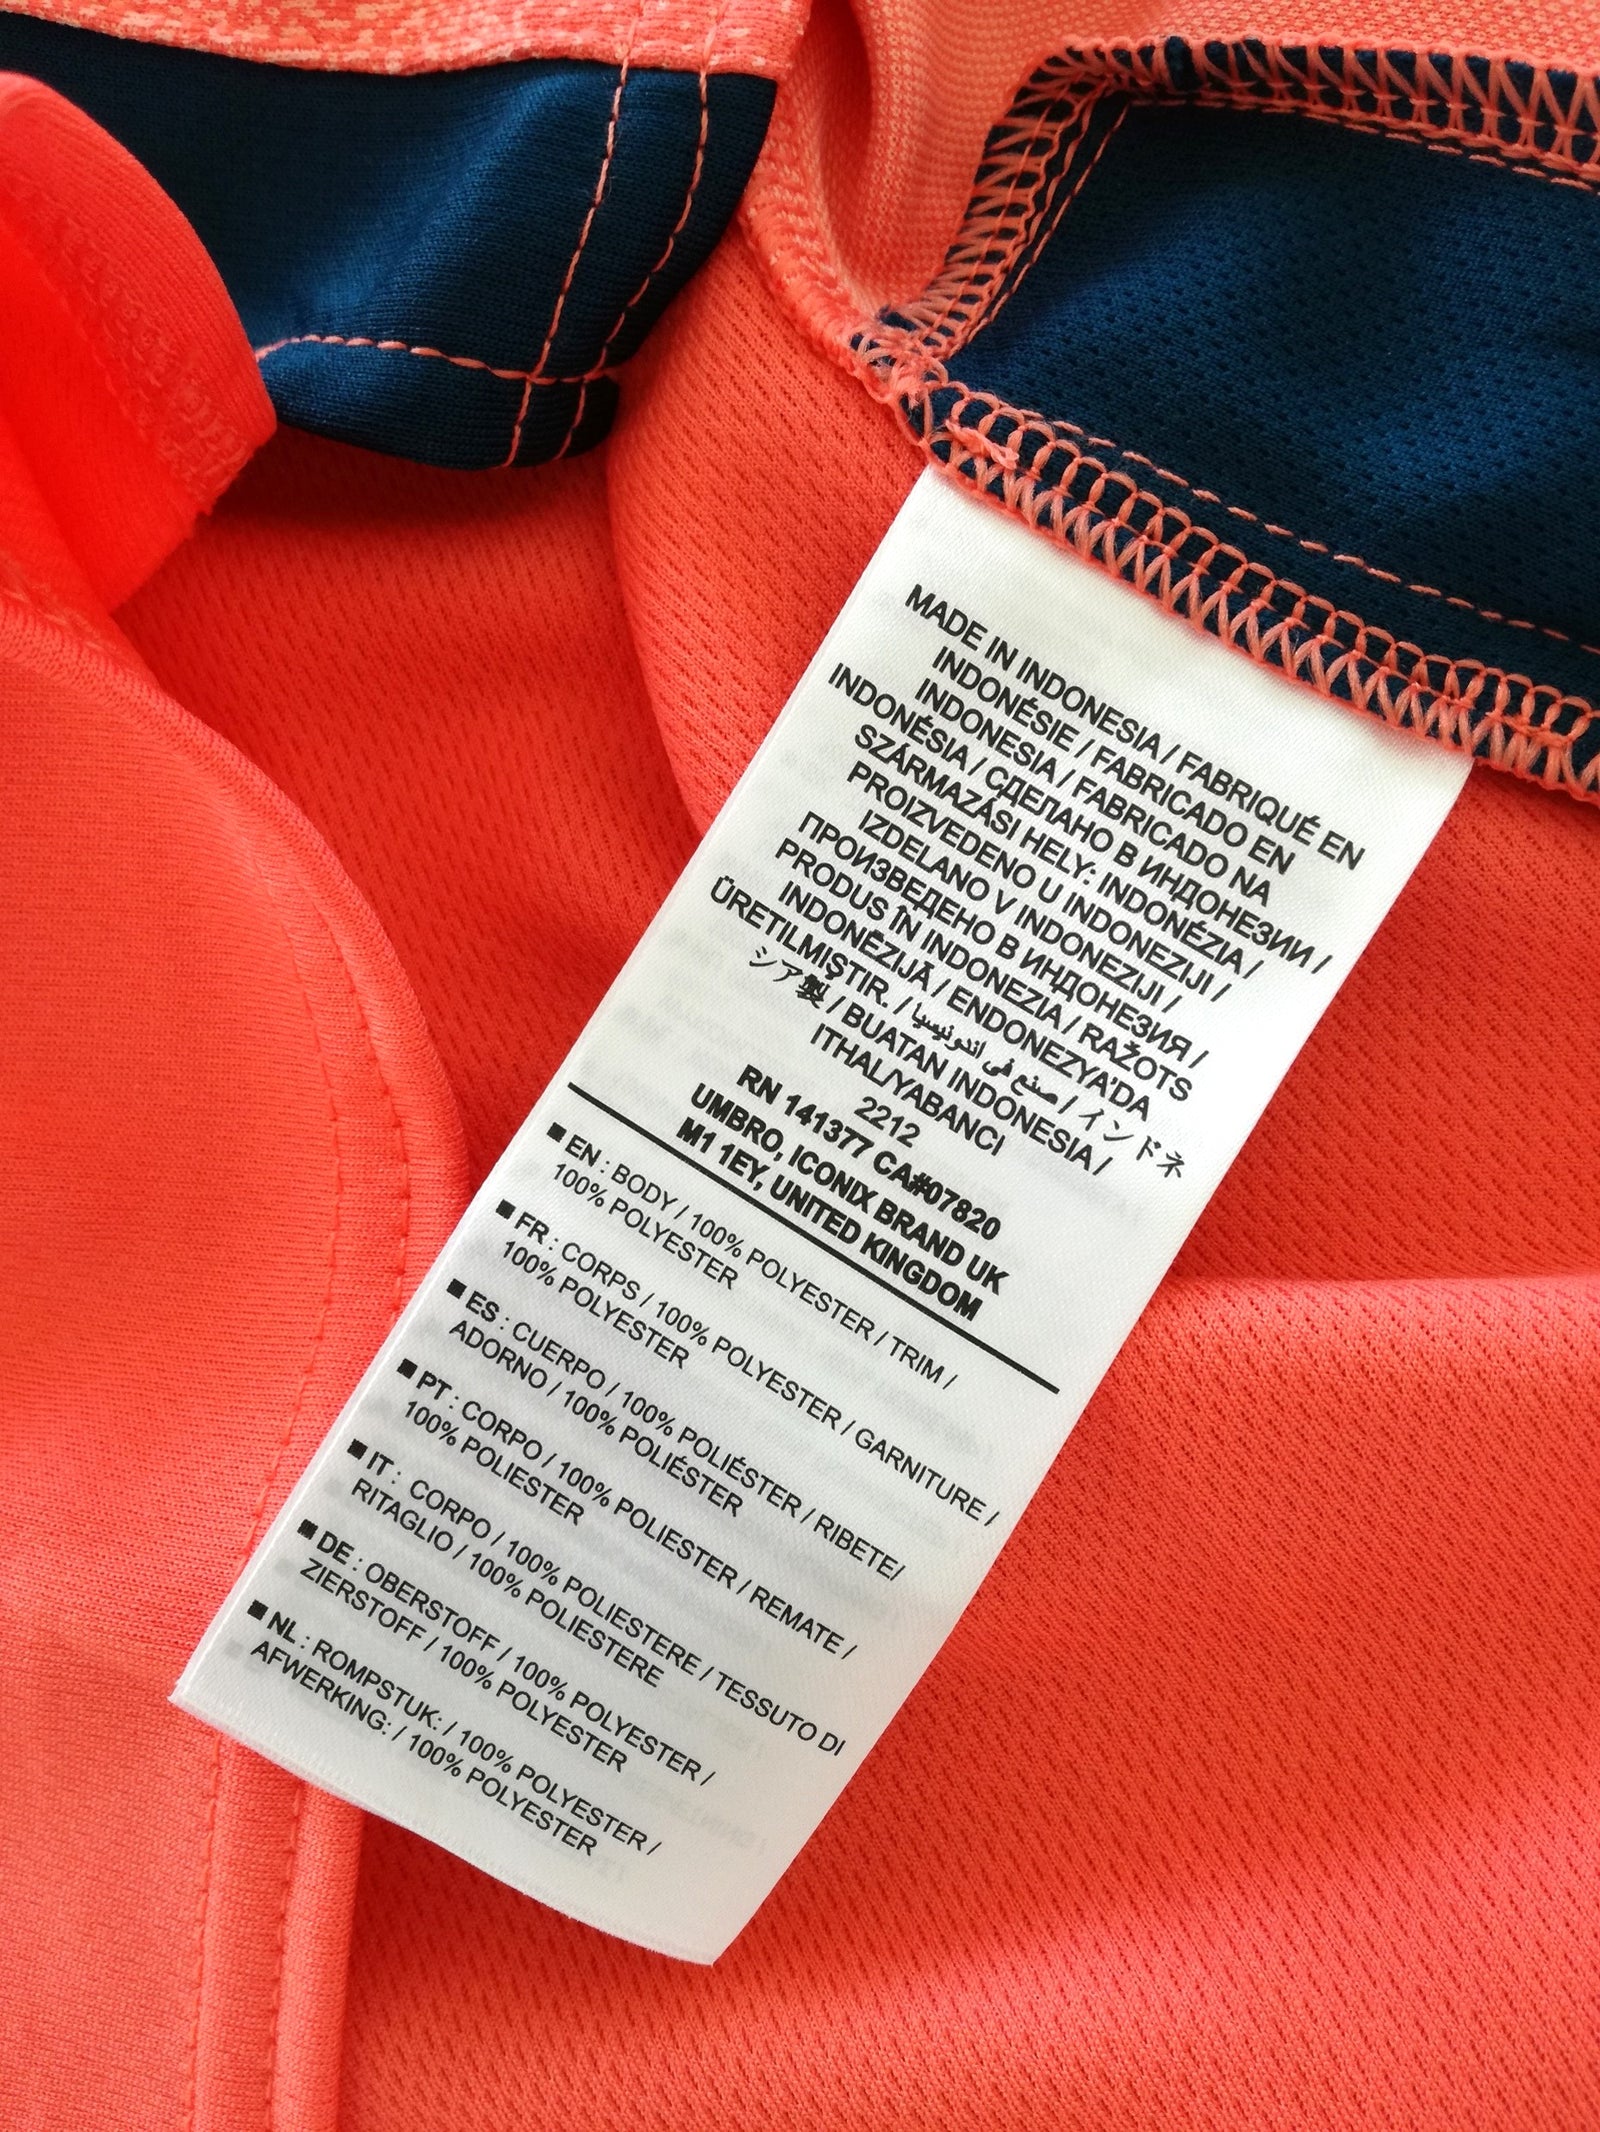 MADE IN INDONESIA / FABRIQUÉ EN
INDONÉSIE / FABRICADO EN
INDONESIA / FABRICADO NA
INDONÉSIA / СДЕЛАНО В ИНДОНЕЗИИ /
SZÁRMAZÁSI HELY: INDONÉZIA /
PROIZVEDENO U INDONEZIJI /
IZDELANO V INDONEZIJI /
ПРОИЗВЕДЕНО В ИНДОНЕЗИЯ /
PRODUS ÎN INDONEZIA / RAŽOTS
INDONĒZIJĀ / ENDONEZYA'DA
ÜRETILMIŞTIR. / صنع في اندونيسيا / インドネ
シア製 / BUATAN INDONESIA /
ITHAL/YABANCI
2212
RN 141377 CA#07820
UMBRO, ICONIX BRAND UK
M1 1EY, UNITED KINGDOM
■ EN : BODY / 100% POLYESTER / TRIM /
100% POLYESTER
■ FR : CORPS / 100% POLYESTER / GARNITURE /
100% POLYESTER
■ ES : CUERPO / 100% POLIÉSTER / RIBETE/
ADORNO / 100% POLIÉSTER
■ PT : CORPO / 100% POLIESTER / REMATE /
100% POLIESTER
■ IT : CORPO / 100% POLIESTERE / TESSUTO DI
RITAGLIO / 100% POLIESTERE
■ DE : OBERSTOFF / 100% POLYESTER /
ZIERSTOFF / 100% POLYESTER
■ NL : ROMPSTUK: / 100% POLYESTER /
AFWERKING: / 100% POLYESTER